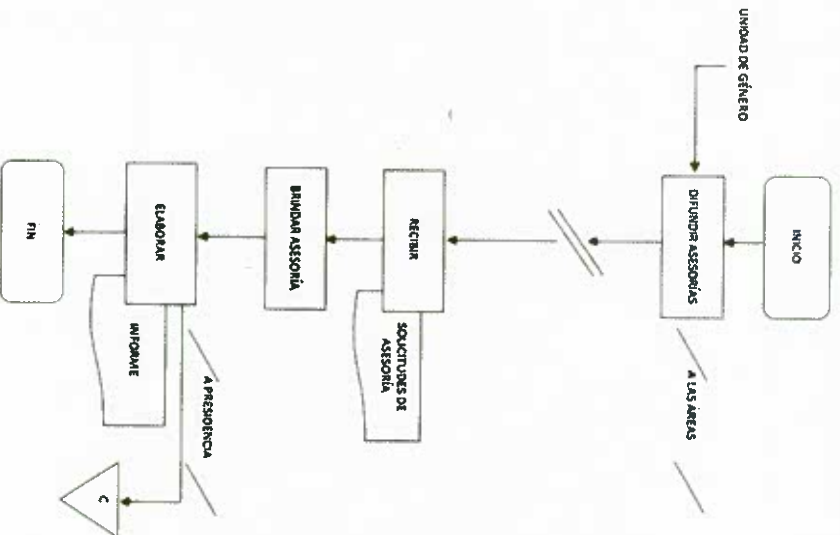 UNIDAD DE GÉNERO
INICIO
DIFUNDIR ASESORÍAS
A LAS ÁREAS
RECIBIR
SOLICITUDES DE
ASESORÍA
BRINDAR ASESORÍA
ELABORAR
INFORME
A PRESIDENCIA
C
FIN